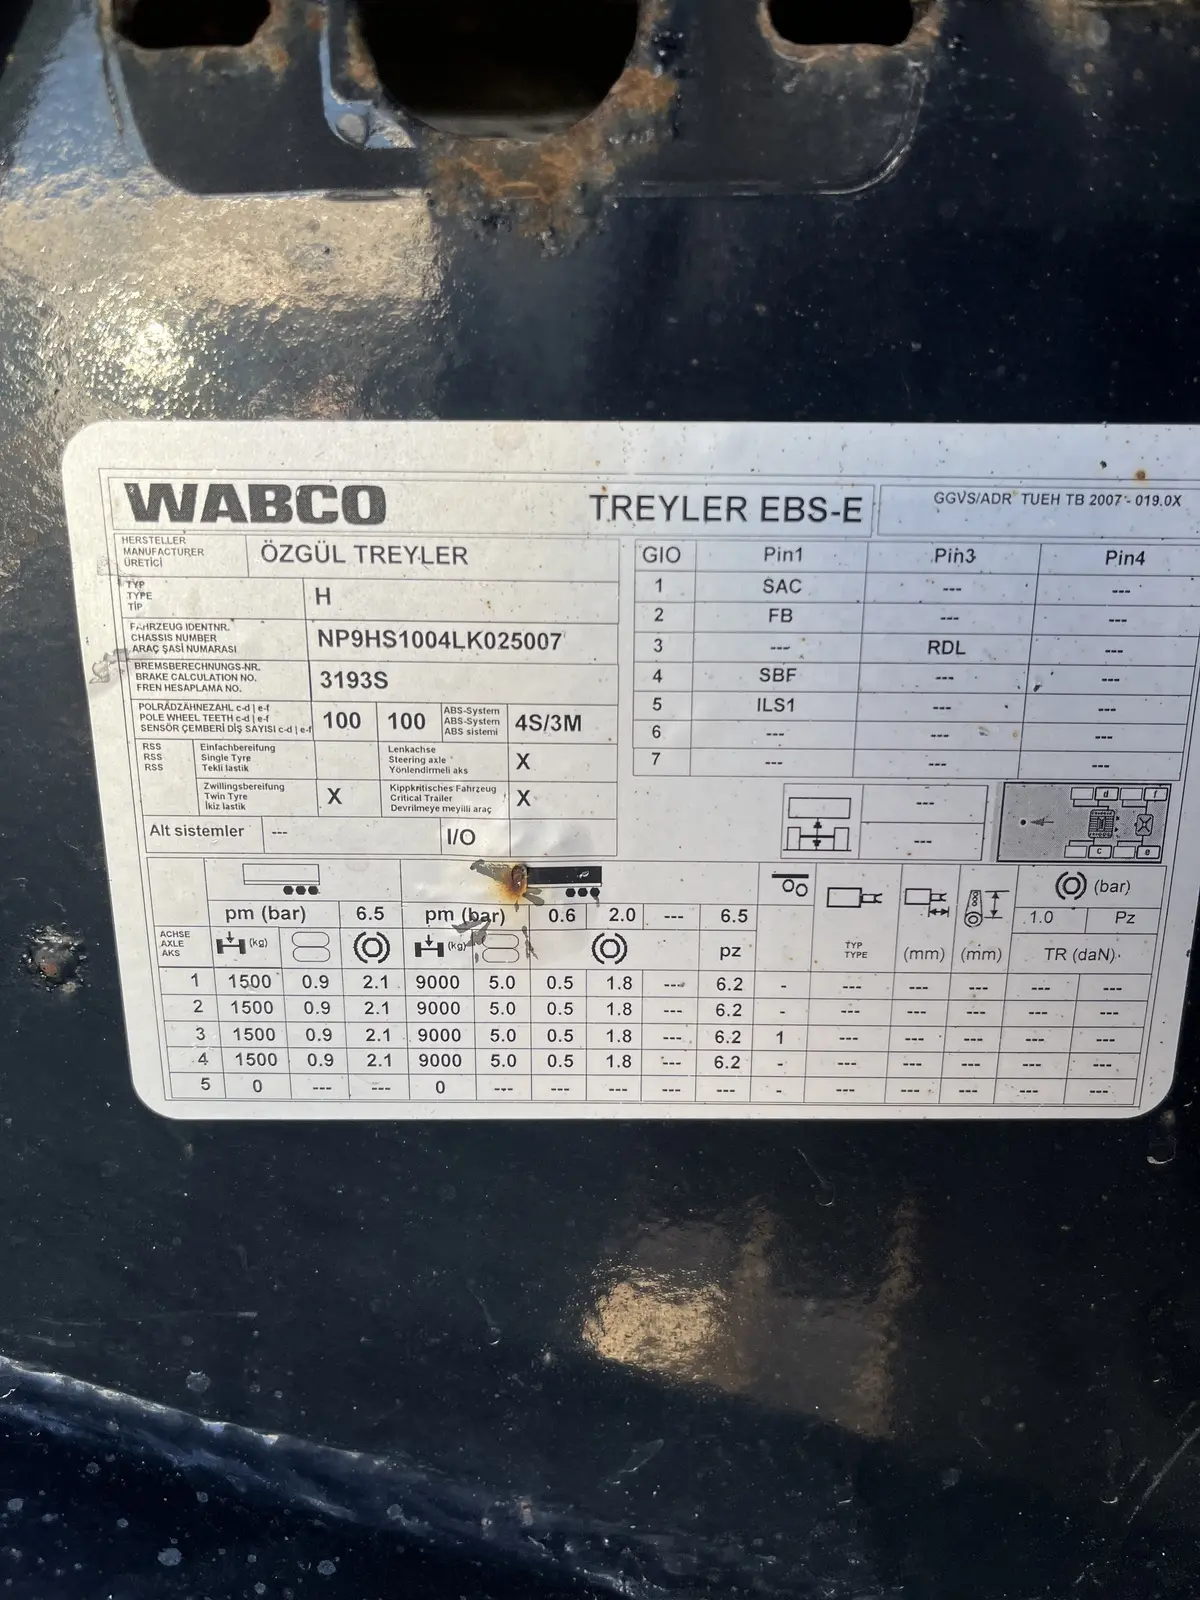 WABCO
TREYLER EBS-E
GGVS/ADR TUEH TB 2007 - 019.0X
HERSTELLER
MANUFACTURER
ÜRETİCİ
ÖZGÜL TREYLER
TYP
TYPE
TİP
H
FAHRZEUG IDENTNR.
CHASSIS NUMBER
ARAÇ ŞASİ NUMARASI
NP9HS1004LK025007
BREMSBERECHNUNGS-NR.
BRAKE CALCULATION NO.
FREN HESAPLAMA NO.
3193S
POLRADZÄHNEZAHL c-d | e-f
POLE WHEEL TEETH c-d | e-f
SENSÖR ÇEMBERİ DİŞ SAYISI c-d | e-f
100 100
ABS-System
ABS-System
ABS sistemi
4S/3M
RSS
RSS
RSS
Einfachbereifung
Single Tyre
Tekli lastik
Lenkachse
Steering axle
Yönlendirmeli aks
X
Zwillingsbereifung
Twin Tyre
İkiz lastik
X
Kippkritisches Fahrzeug
Critical Trailer
Devrilmeye meyilli araç
X
Alt sistemler --- I/O
GIO Pin1 Pin3 Pin4
1 SAC --- ---
2 FB --- ---
3 --- RDL ---
4 SBF --- ---
5 ILS1 --- ---
6 --- --- ---
7 --- --- ---
---
---
d f
c e
pm (bar) 6.5 pm (bar) 0.6 2.0 --- 6.5
(bar)
1.0 Pz
ACHSE
AXLE
AKS
(kg) (kg) pz
TYP
TYPE
(mm) (mm) TR (daN)
1 1500 0.9 2.1 9000 5.0 0.5 1.8 --- 6.2 - --- --- --- --- ---
2 1500 0.9 2.1 9000 5.0 0.5 1.8 --- 6.2 - --- --- --- --- ---
3 1500 0.9 2.1 9000 5.0 0.5 1.8 --- 6.2 1 --- --- --- --- ---
4 1500 0.9 2.1 9000 5.0 0.5 1.8 --- 6.2 - --- --- --- --- ---
5 0 --- --- 0 --- --- --- --- --- - --- --- --- --- ---